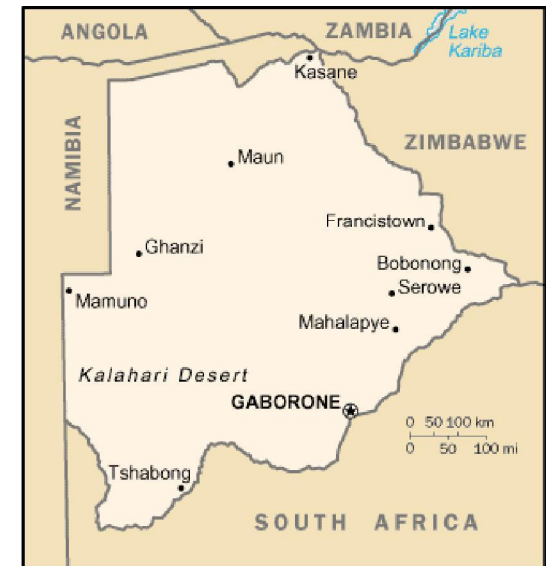 ANGOLA
ZAMBIA
Lake
Kariba
Kasane
NAMIBIA
ZIMBABWE
Maun
Francistown
Ghanzi
Bobonong
Serowe
Mamuno
Mahalapye
Kalahari Desert
GABORONE
0 50 100 km
0 50 100 mi
Tshabong
SOUTH AFRICA